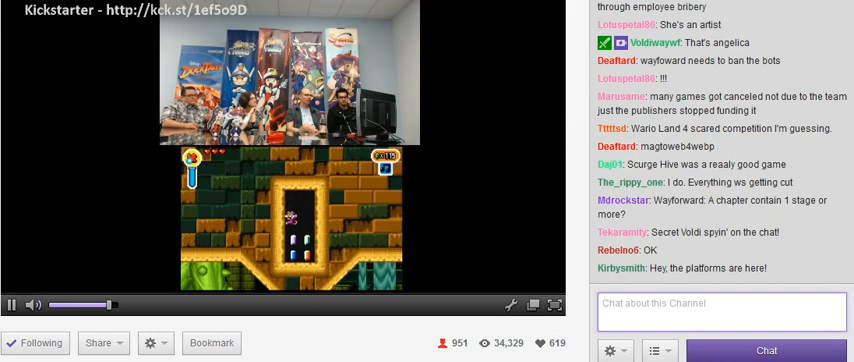 Kickstarter - http://kck.st/1ef5o9D
DUCKTALES
Following
Share
Bookmark
951
34,329
619
through employee bribery
Lotuspetal86: She's an artist
Voldiwaywf: That's angelica
Deaftard: wayfoward needs to ban the bots
Lotuspetal86: !!!
Marusame: many games got canceled not due to the team
just the publishers stopped funding it
Tttttsd: Wario Land 4 scared competition I'm guessing.
Deaftard: magtoweb4webp
Daj01: Scurge Hive was a reaaly good game
The_rippy_one: I do. Everything ws getting cut
Mdrockstar: Wayforward: A chapter contain 1 stage or
more?
Tekaramity: Secret Voldi spyin' on the chat!
Rebelno6: OK
Kirbysmith: Hey, the platforms are here!
Chat about this Channel
Chat